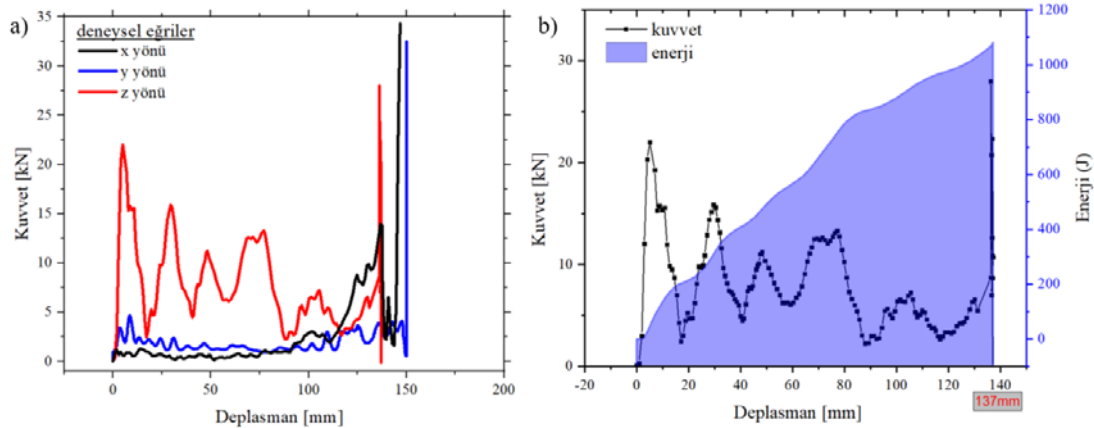 a)
deneysel eğriler
x yönü
y yönü
z yönü
Kuvvet [kN]
35
30
25
20
15
10
5
0
0 50 100 150 200
Deplasman [mm]
b)
kuvvet
enerji
Kuvvet [kN]
30
20
10
0
-20 0 20 40 60 80 100 120 140
137mm
Deplasman [mm]
1200
1000
800
600
400
200
0
Enerji (J)